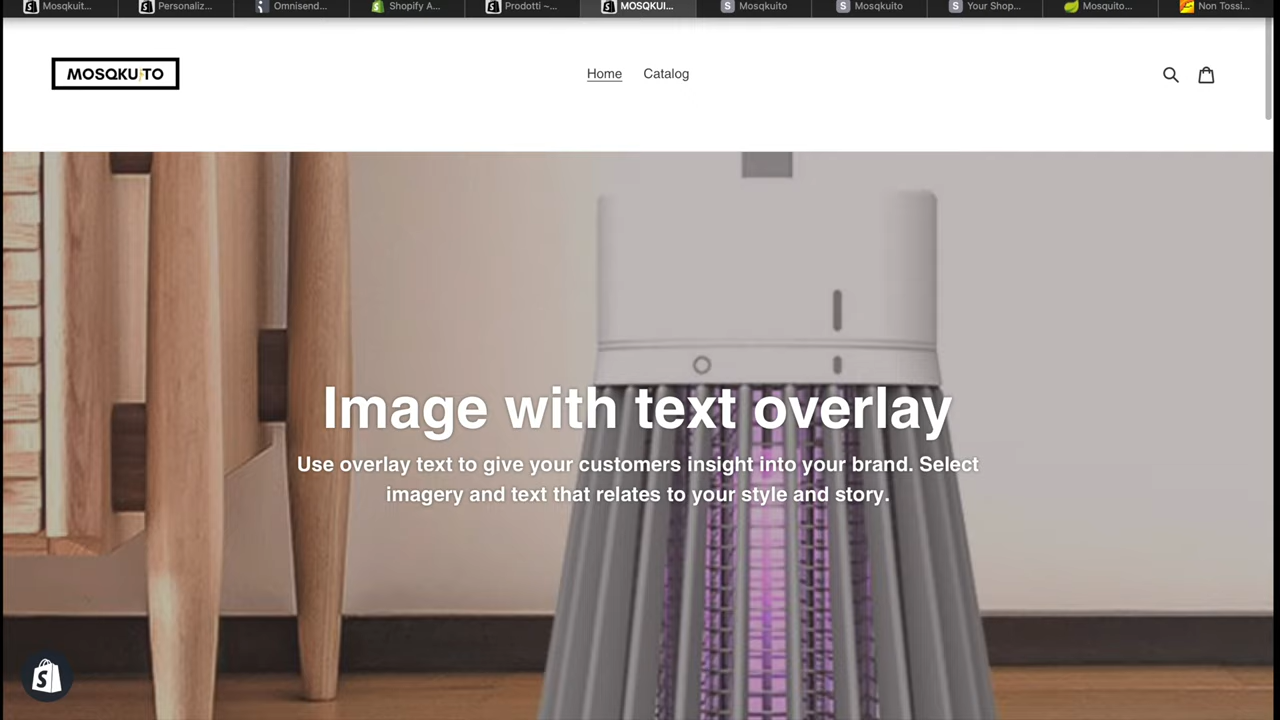 Mosqkuit...
Personaliz...
Omnisend...
Shopify A...
Prodotti ~...
MOSQKUI...
Mosqkuito
Mosqkuito
Your Shop...
Mosquito...
Non Tossi...
MOSQKUITO
Home
Catalog
Image with text overlay
Use overlay text to give your customers insight into your brand. Select
imagery and text that relates to your style and story.